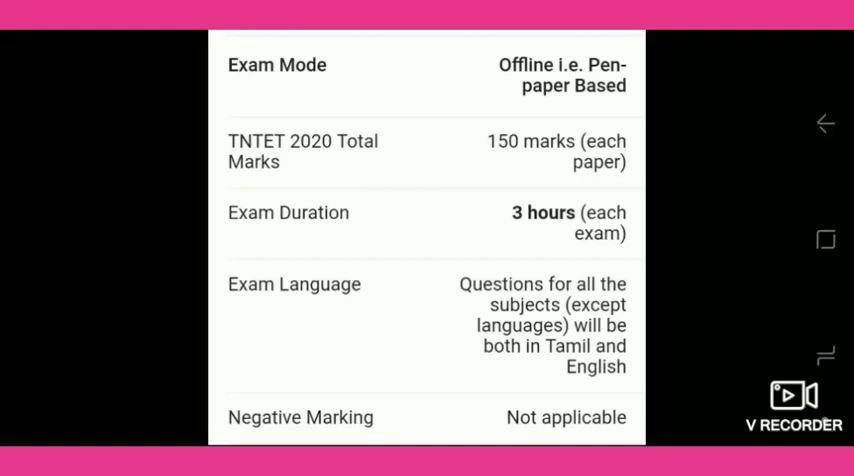 Exam Mode
Offline i.e. Pen-
paper Based
TNTET 2020 Total
Marks
150 marks (each
paper)
Exam Duration
3 hours (each
exam)
Exam Language
Questions for all the
subjects (except
languages) will be
both in Tamil and
English
Negative Marking
Not applicable
V RECORDER